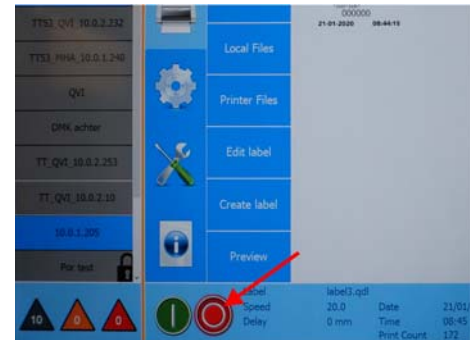 TTS2_QVI_10.0.2.232
TTS3_MHA_10.0.1.240
QVI
DMX achter
TT_QVI_10.0.2.253
TT_QVI_10.0.2.10
10.0.1.205
Por test
10
0
0
Local Files
Printer Files
Edit label
Create label
Preview
000000
21-01-2020 08:44:15
Label label3.qdl
Speed 20.0 Date 21/01/
Delay 0 mm Time 08:45
Print Count 172